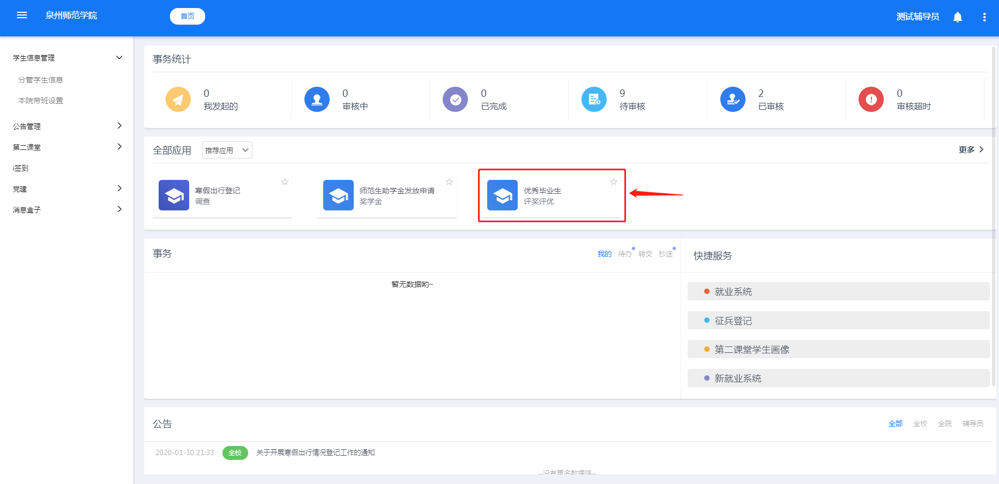 泉州师范学院
首页
测试辅导员
学生信息管理
分管学生信息
本院带班设置
公告管理
第二课堂
i签到
党建
消息盒子
事务统计
0
我发起的
0
审核中
0
已完成
9
待审核
2
已审核
0
审核超时
全部应用
推荐应用
更多
寒假出行登记
调查
师范生助学金发放申请
奖学金
优秀毕业生
评奖评优
事务
我的 待办 转交 抄送
暂无数据哟~
快捷服务
就业系统
征兵登记
第二课堂学生画像
新就业系统
公告
全部 全校 全院 辅导员
2020-01-30 21:33 全校 关于开展寒假出行情况登记工作的通知
--没有更多数据咯--